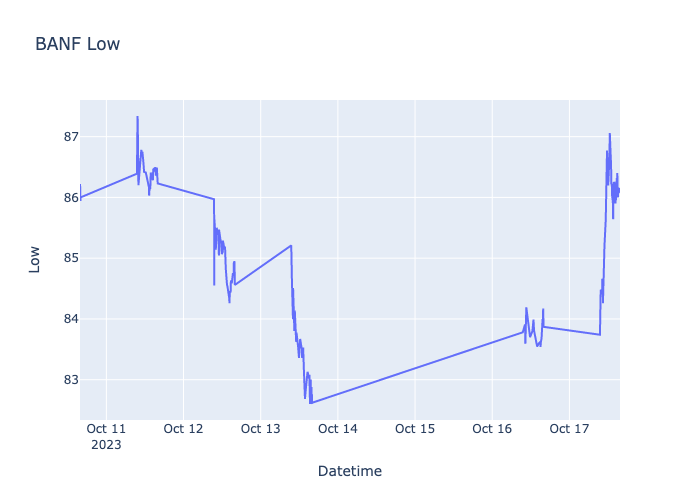 BANF Low
87
86
85
84
83
Low
Oct 11
2023
Oct 12
Oct 13
Oct 14
Oct 15
Oct 16
Oct 17
Datetime